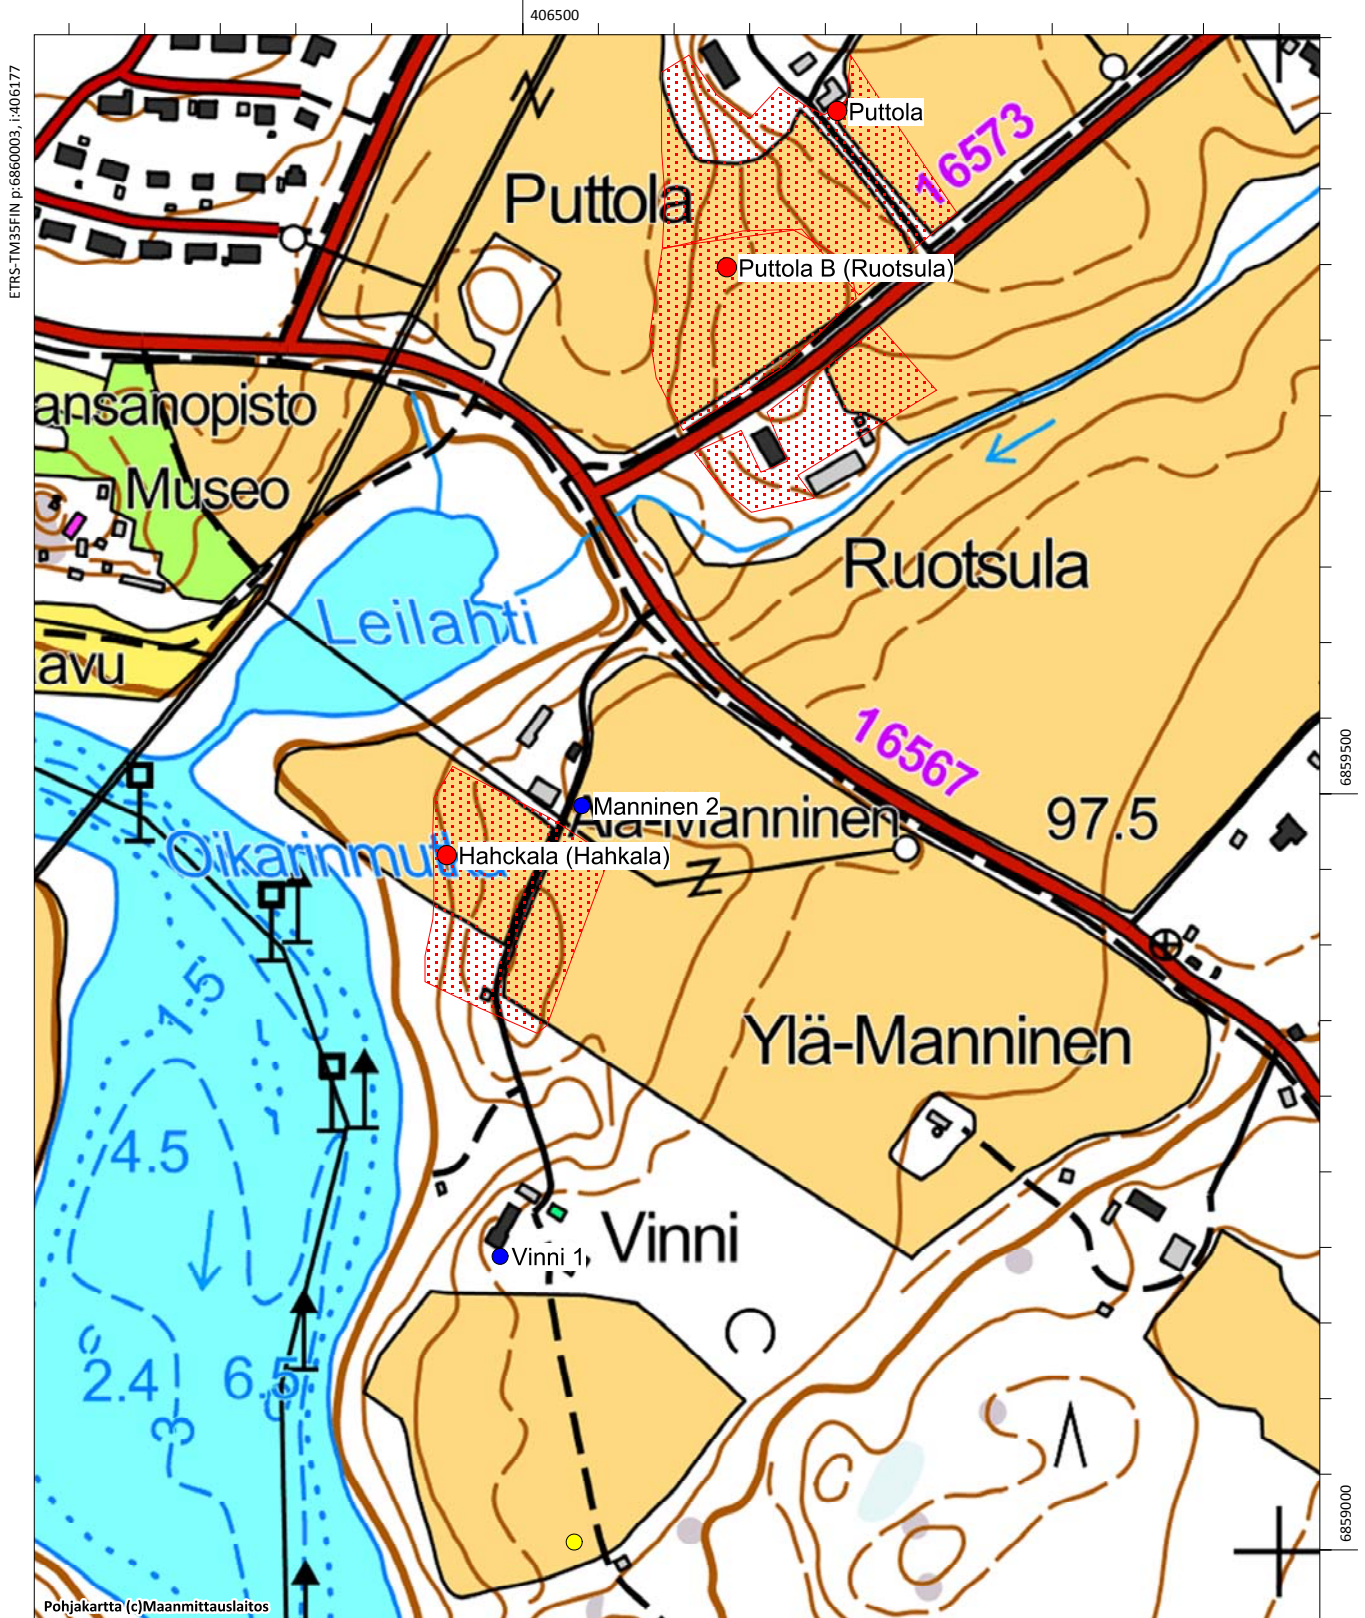 406500
ETRS-TM35FIN p:6860003, i:406177
Puttola
16573
Puttola
Puttola B (Ruotsula)
ansanopisto
Museo
Ruotsula
Leilahti
avu
16567
6859500
Manninen 2
Ala-Manninen
97.5
Hahckala (Hahkala)
1.5
Ylä-Manninen
4.5
Vinni
Vinni 1
2.4
6.5
3
6859000
Pohjakartta (c)Maanmittauslaitos